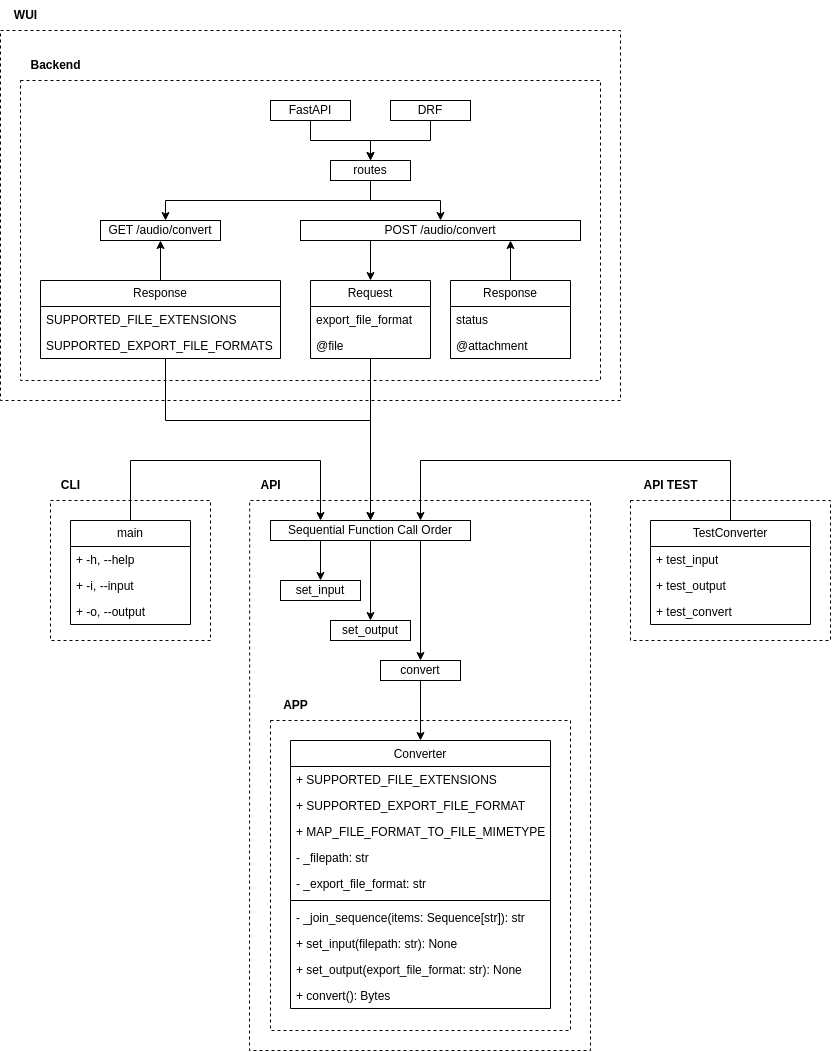 WUI
Backend
FastAPI
DRF
routes
GET /audio/convert
POST /audio/convert
Response
SUPPORTED_FILE_EXTENSIONS
SUPPORTED_EXPORT_FILE_FORMATS
Request
export_file_format
@file
Response
status
@attachment
CLI
main
+ -h, --help
+ -i, --input
+ -o, --output
API
Sequential Function Call Order
set_input
set_output
convert
API TEST
TestConverter
+ test_input
+ test_output
+ test_convert
APP
Converter
+ SUPPORTED_FILE_EXTENSIONS
+ SUPPORTED_EXPORT_FILE_FORMAT
+ MAP_FILE_FORMAT_TO_FILE_MIMETYPE
- _filepath: str
- _export_file_format: str
- _join_sequence(items: Sequence[str]): str
+ set_input(filepath: str): None
+ set_output(export_file_format: str): None
+ convert(): Bytes